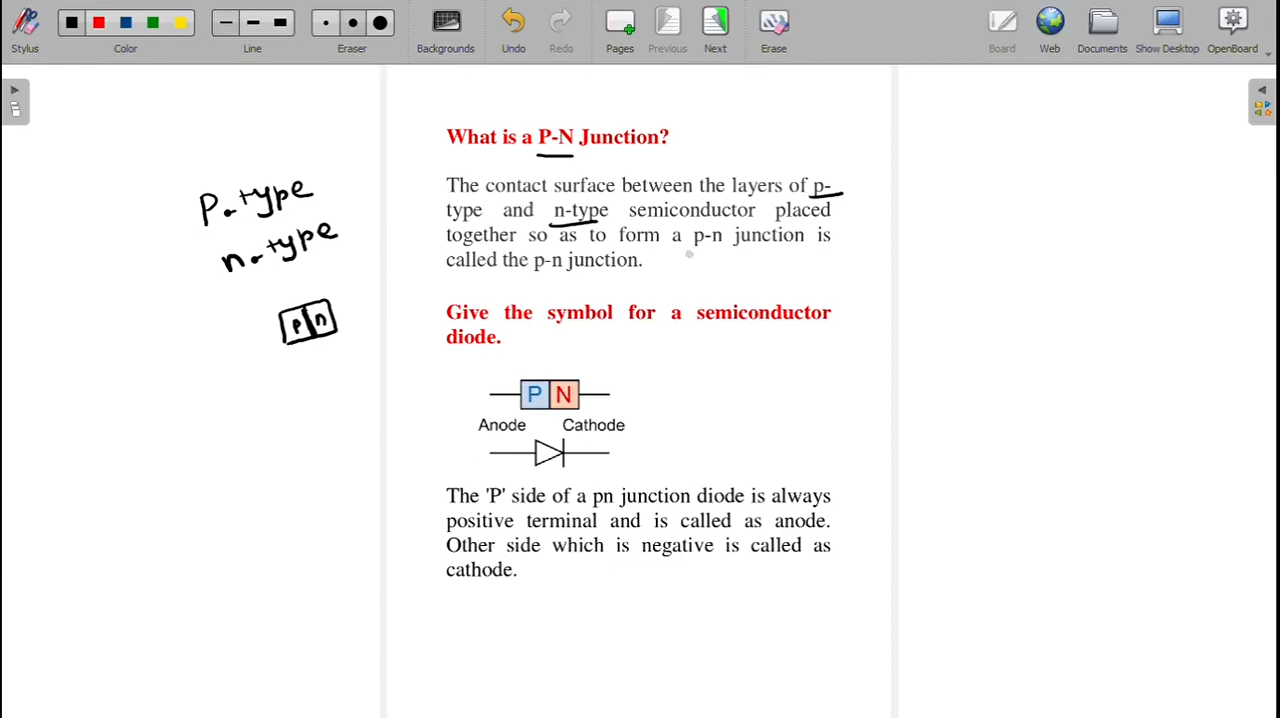 Stylus
Color
Line
Eraser
Backgrounds
Undo
Redo
Pages
Previous
Next
Erase
Board
Web
Documents
Show Desktop
OpenBoard
What is a P-N Junction?
The contact surface between the layers of p-
type and n-type semiconductor placed
together so as to form a p-n junction is
called the p-n junction.
P-type
n-type
p n
Give the symbol for a semiconductor
diode.
P N
Anode Cathode
The 'P' side of a pn junction diode is always
positive terminal and is called as anode.
Other side which is negative is called as
cathode.